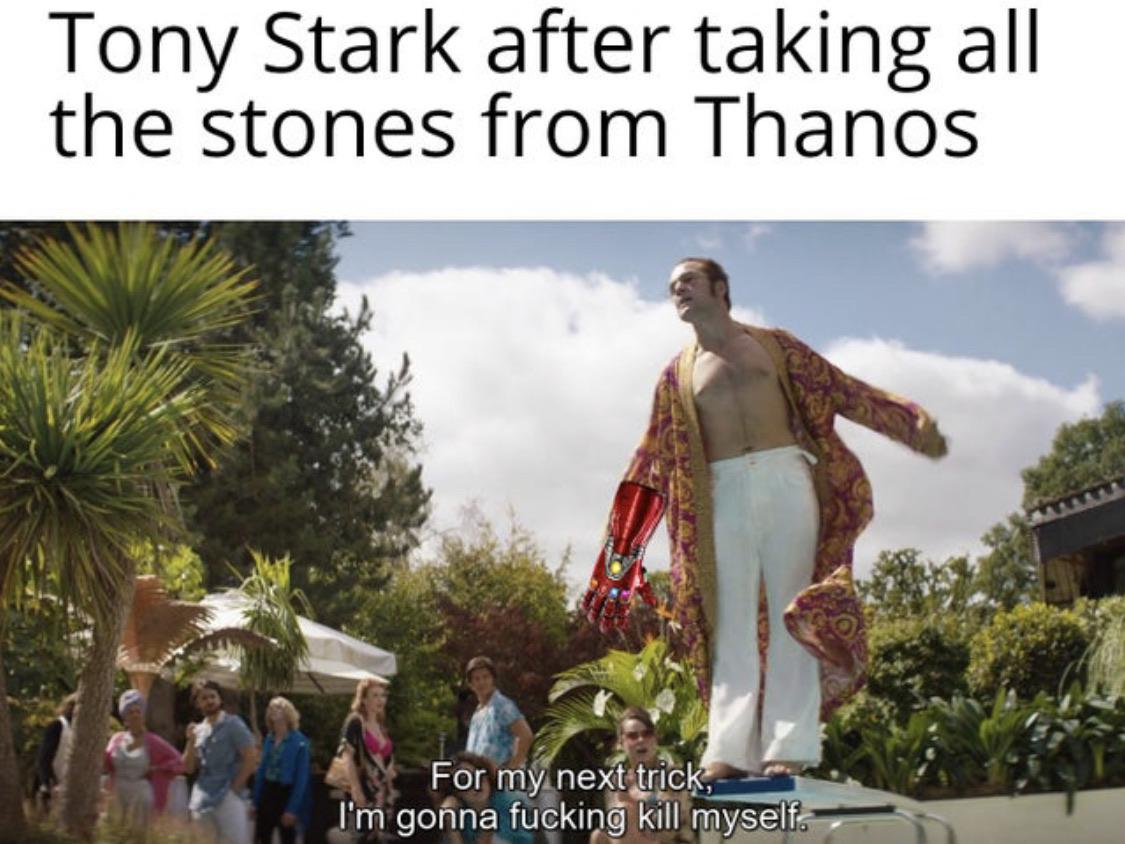 Tony Stark after taking all
the stones from Thanos
For my next trick,
I'm gonna fucking kill myself.